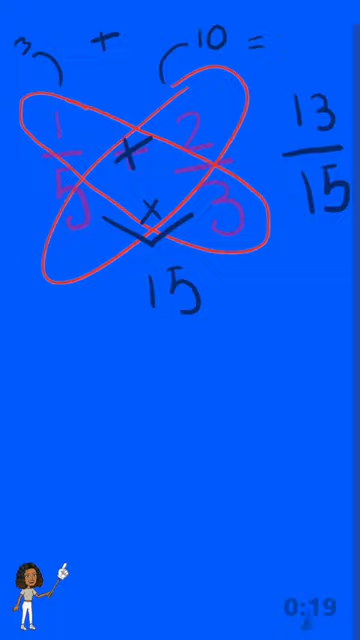 3 + 10 =
1/5 + 2/3
13/15
x
15
0:19